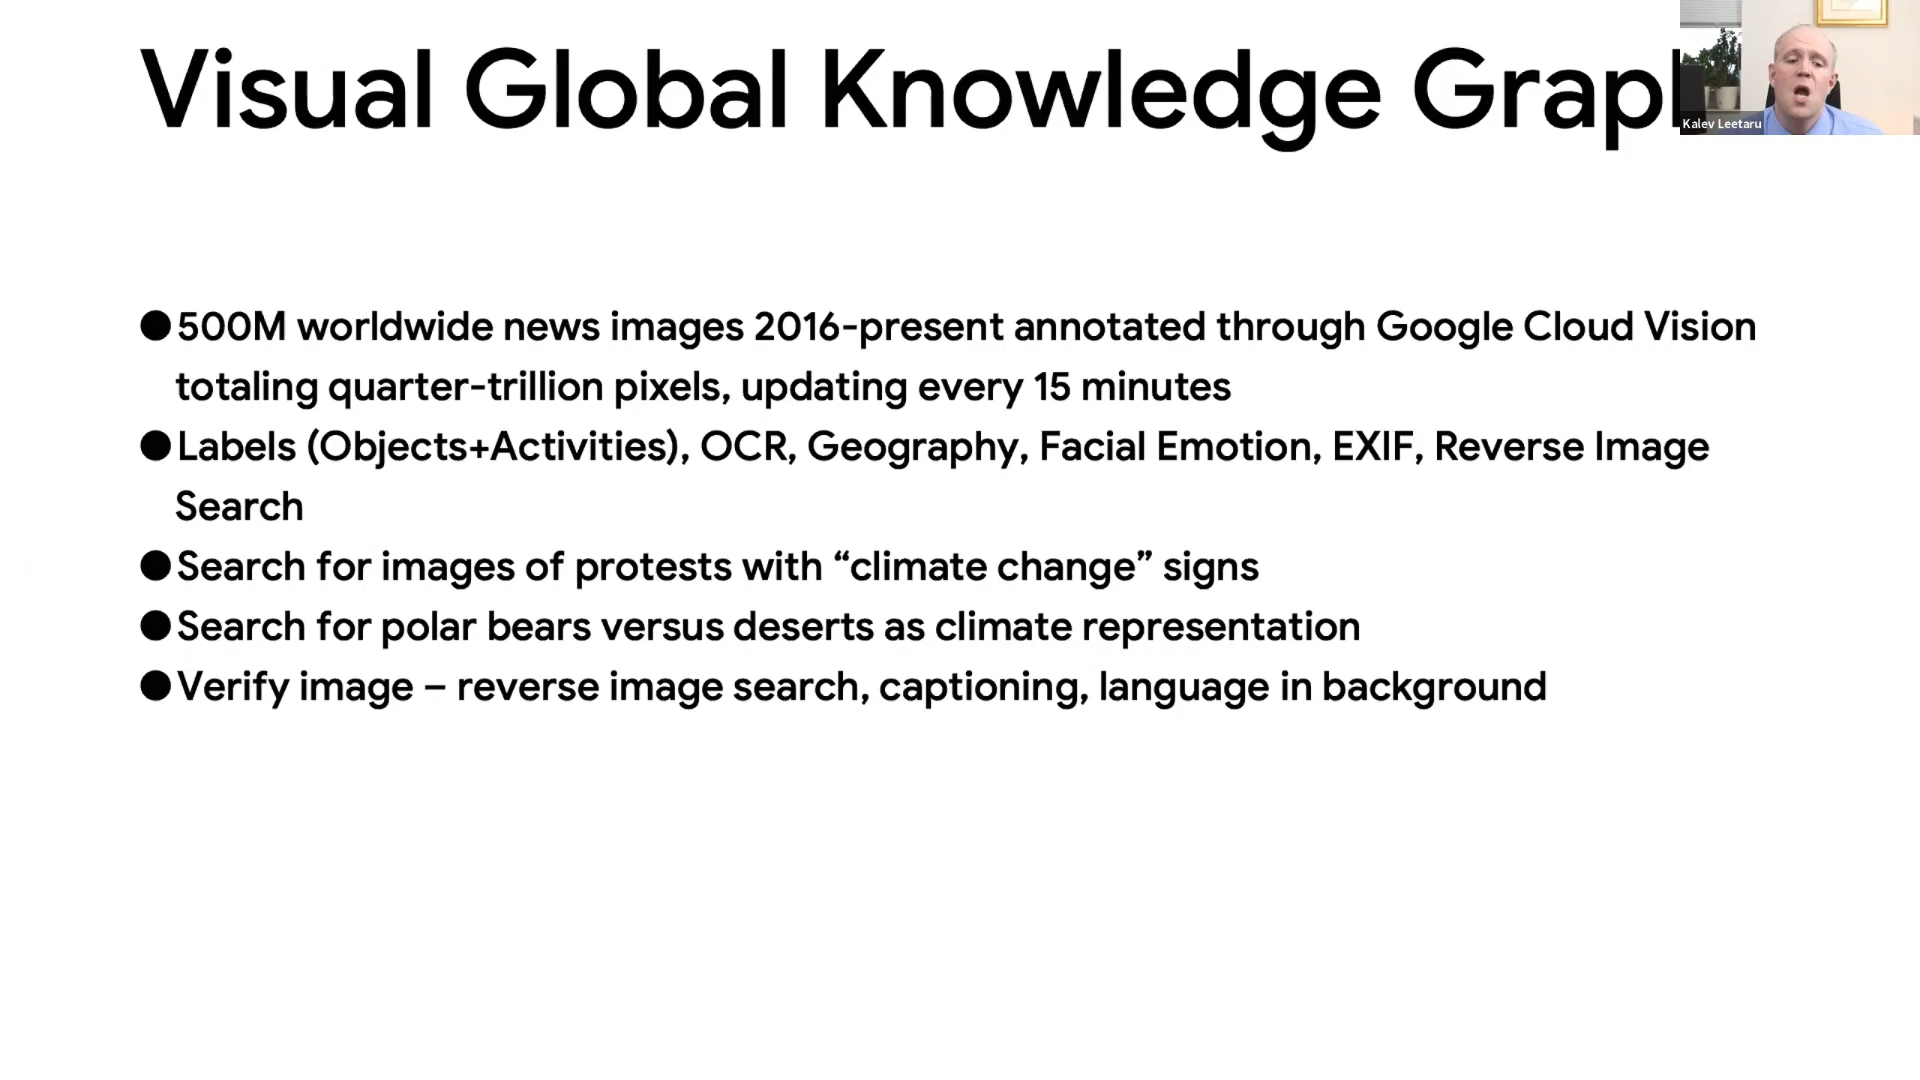 Visual Global Knowledge Grap
Kalev Leetaru
●500M worldwide news images 2016-present annotated through Google Cloud Vision
totaling quarter-trillion pixels, updating every 15 minutes
●Labels (Objects+Activities), OCR, Geography, Facial Emotion, EXIF, Reverse Image
Search
●Search for images of protests with “climate change” signs
●Search for polar bears versus deserts as climate representation
●Verify image – reverse image search, captioning, language in background